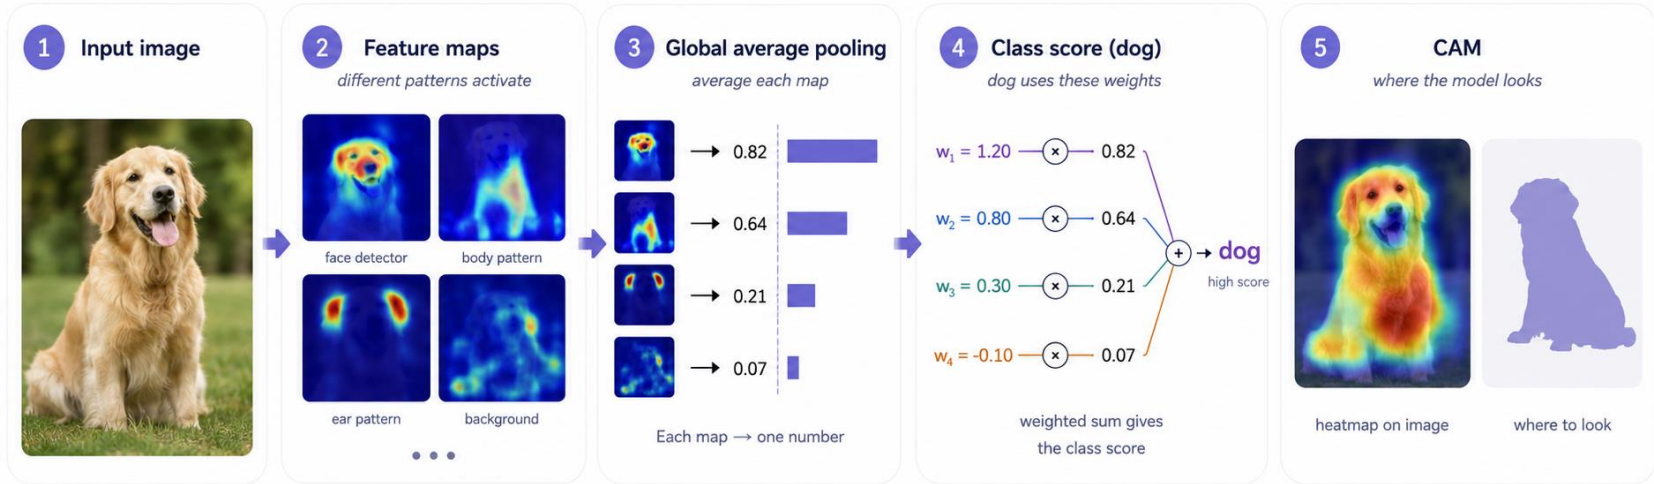 1 Input image
2 Feature maps
different patterns activate
face detector
body pattern
ear pattern
background
3 Global average pooling
average each map
→ 0.82
→ 0.64
→ 0.21
→ 0.07
Each map → one number
4 Class score (dog)
dog uses these weights
w₁ = 1.20 × 0.82
w₂ = 0.80 × 0.64
w₃ = 0.30 × 0.21
w₄ = -0.10 × 0.07
+ → dog
high score
weighted sum gives
the class score
5 CAM
where the model looks
heatmap on image
where to look